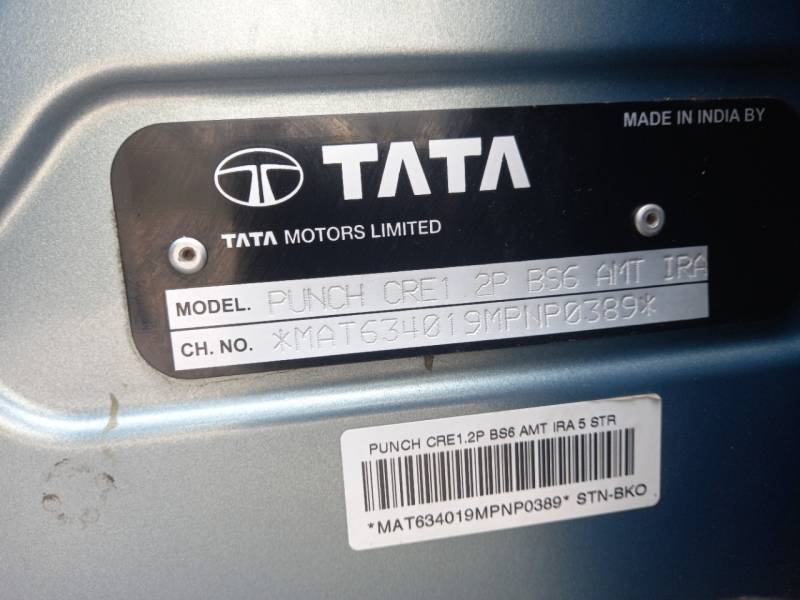 MADE IN INDIA BY
TATA
TATA MOTORS LIMITED
MODEL. PUNCH CRE1.2P BS6 AMT IRA
CH. NO. *MAT634019MPNP0389*
PUNCH CRE1.2P BS6 AMT IRA 5 STR
*MAT634019MPNP0389* STN-BKO